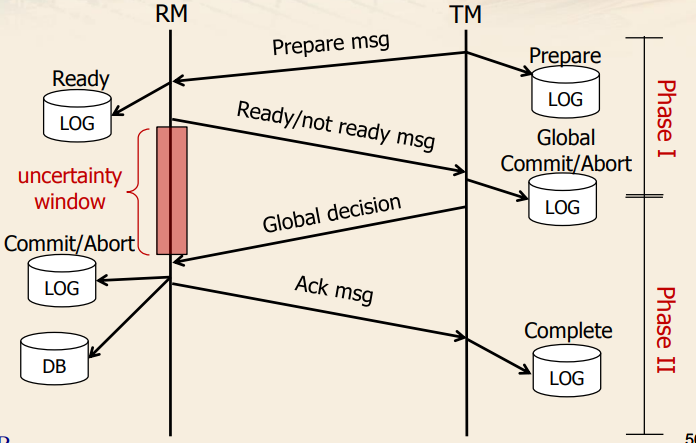 RM
TM
Prepare msg
Prepare
LOG
Ready
LOG
Ready/not ready msg
Global
Commit/Abort
LOG
Phase I
uncertainty
window
Global decision
Commit/Abort
LOG
Ack msg
DB
Complete
LOG
Phase II